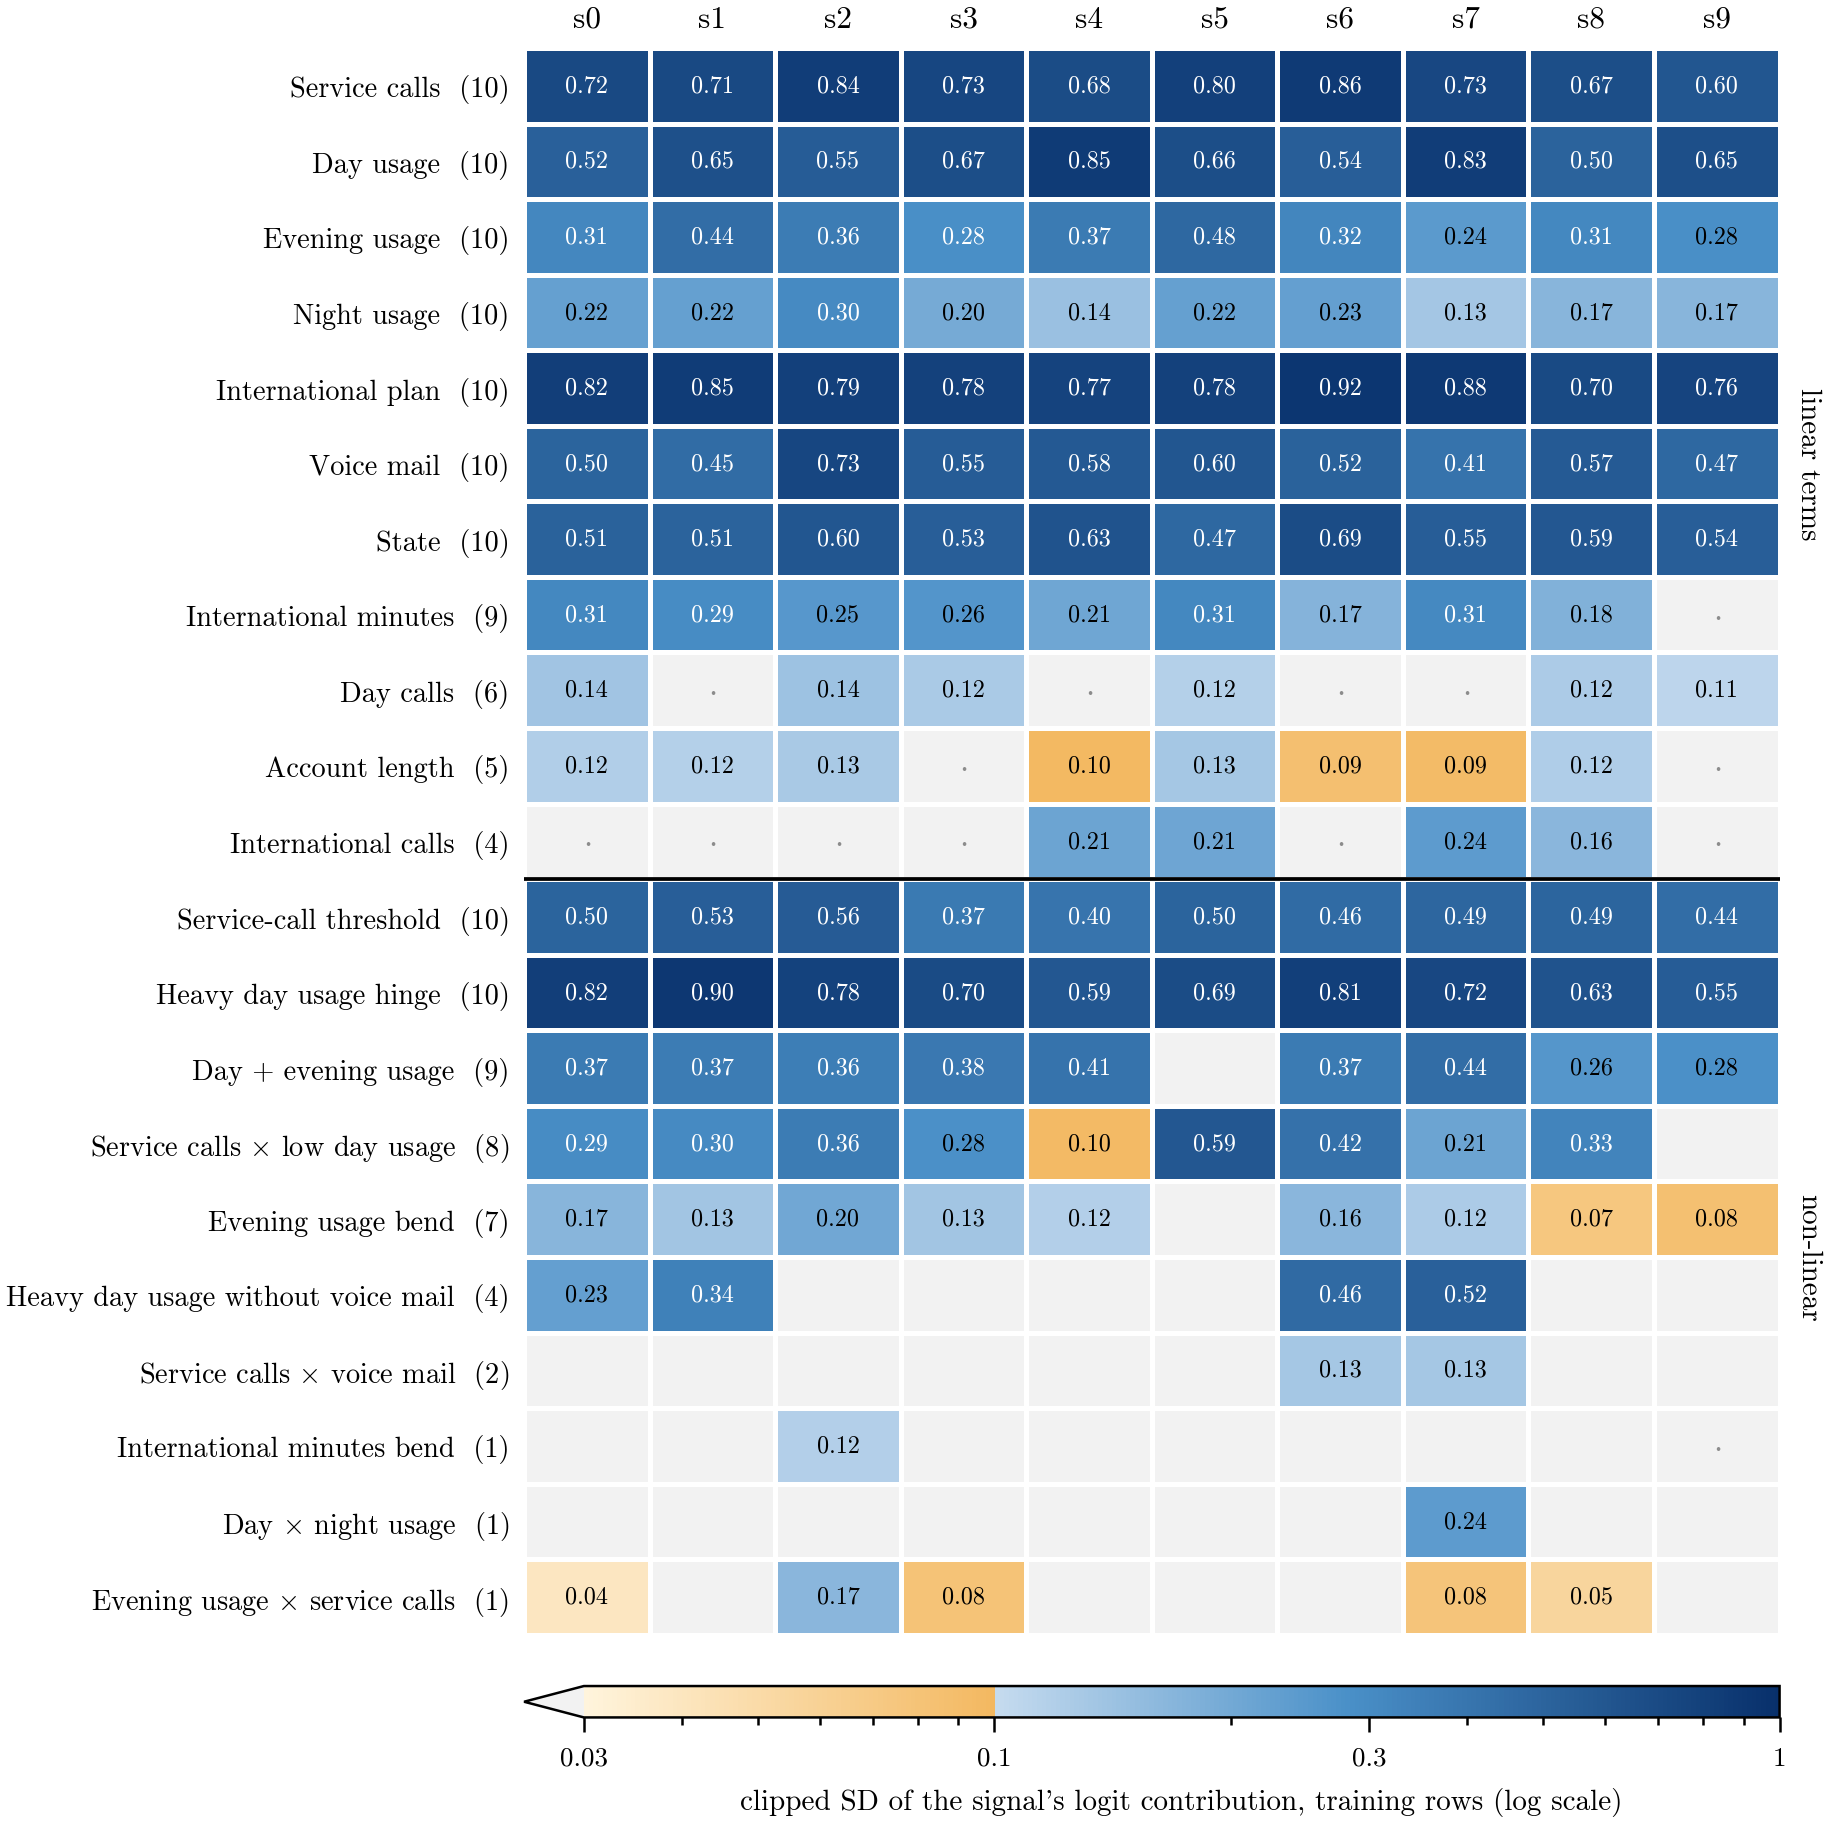 s0 s1 s2 s3 s4 s5 s6 s7 s8 s9
Service calls (10) 0.72 0.71 0.84 0.73 0.68 0.80 0.86 0.73 0.67 0.60
Day usage (10) 0.52 0.65 0.55 0.67 0.85 0.66 0.54 0.83 0.50 0.65
Evening usage (10) 0.31 0.44 0.36 0.28 0.37 0.48 0.32 0.24 0.31 0.28
Night usage (10) 0.22 0.22 0.30 0.20 0.14 0.22 0.23 0.13 0.17 0.17
International plan (10) 0.82 0.85 0.79 0.78 0.77 0.78 0.92 0.88 0.70 0.76
Voice mail (10) 0.50 0.45 0.73 0.55 0.58 0.60 0.52 0.41 0.57 0.47
State (10) 0.51 0.51 0.60 0.53 0.63 0.47 0.69 0.55 0.59 0.54
International minutes (9) 0.31 0.29 0.25 0.26 0.21 0.31 0.17 0.31 0.18 ·
Day calls (6) 0.14 · 0.14 0.12 · 0.12 · · 0.12 0.11
Account length (5) 0.12 0.12 0.13 · 0.10 0.13 0.09 0.09 0.12 ·
International calls (4) · · · · 0.21 0.21 · 0.24 0.16 ·
linear terms
Service-call threshold (10) 0.50 0.53 0.56 0.37 0.40 0.50 0.46 0.49 0.49 0.44
Heavy day usage hinge (10) 0.82 0.90 0.78 0.70 0.59 0.69 0.81 0.72 0.63 0.55
Day + evening usage (9) 0.37 0.37 0.36 0.38 0.41 0.37 0.44 0.26 0.28
Service calls × low day usage (8) 0.29 0.30 0.36 0.28 0.10 0.59 0.42 0.21 0.33
Evening usage bend (7) 0.17 0.13 0.20 0.13 0.12 0.16 0.12 0.07 0.08
Heavy day usage without voice mail (4) 0.23 0.34 0.46 0.52
Service calls × voice mail (2) 0.13 0.13
International minutes bend (1) 0.12 ·
Day × night usage (1) 0.24
Evening usage × service calls (1) 0.04 0.17 0.08 0.08 0.05
non-linear
0.03 0.1 0.3 1
clipped SD of the signal's logit contribution, training rows (log scale)